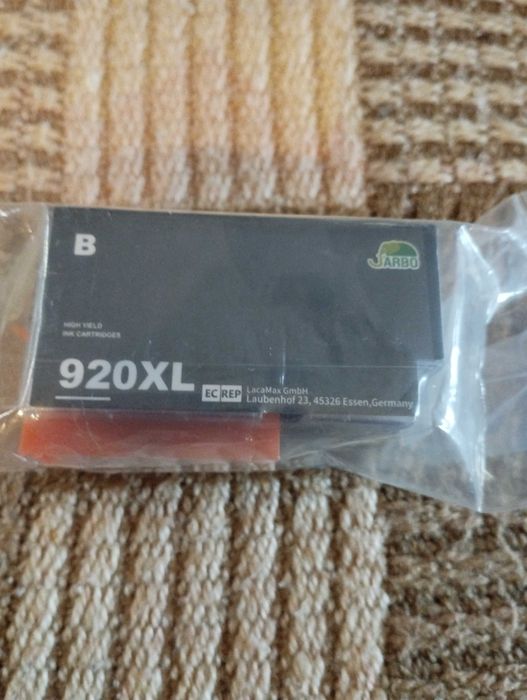 B
JARBO
HIGH YIELD
INK CARTRIDGES
920XL
EC REP
LacaMax GmbH
Laubenhof 23, 45326 Essen,Germany